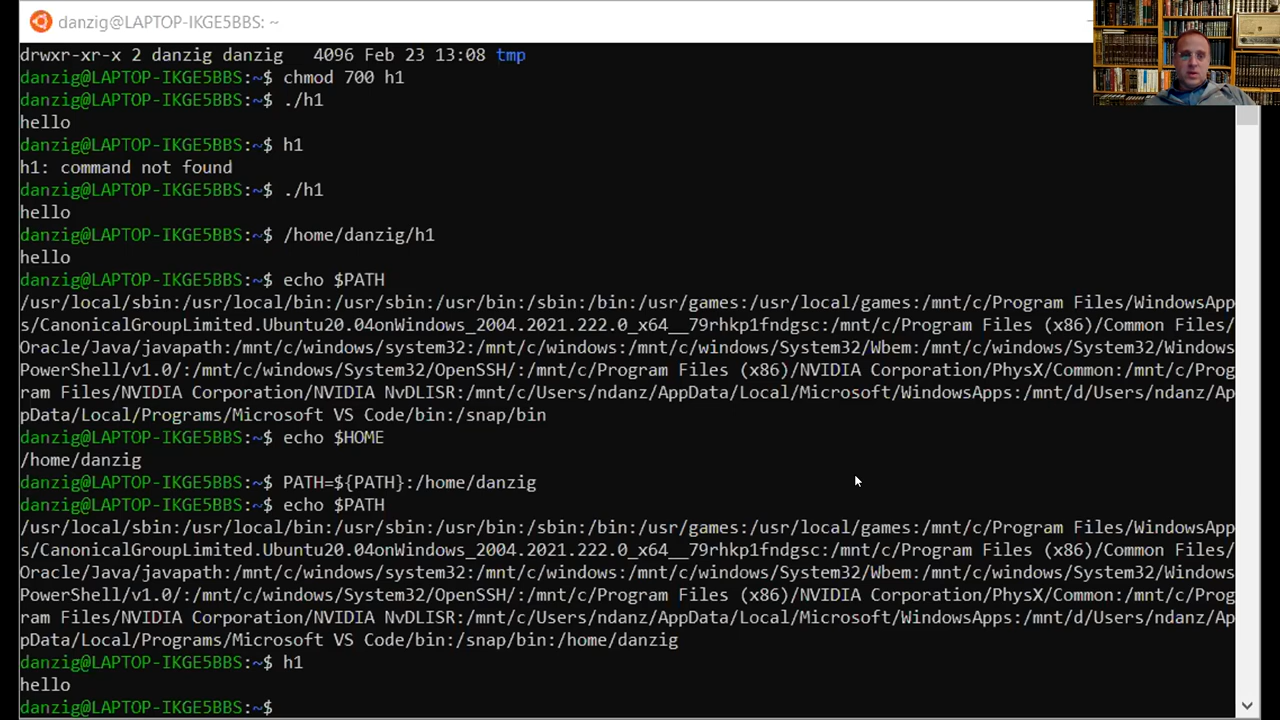 danzig@LAPTOP-IKGE5BBS: ~
drwxr-xr-x 2 danzig danzig   4096 Feb 23 13:08 tmp
danzig@LAPTOP-IKGE5BBS:~$ chmod 700 h1
danzig@LAPTOP-IKGE5BBS:~$ ./h1
hello
danzig@LAPTOP-IKGE5BBS:~$ h1
h1: command not found
danzig@LAPTOP-IKGE5BBS:~$ ./h1
hello
danzig@LAPTOP-IKGE5BBS:~$ /home/danzig/h1
hello
danzig@LAPTOP-IKGE5BBS:~$ echo $PATH
/usr/local/sbin:/usr/local/bin:/usr/sbin:/usr/bin:/sbin:/bin:/usr/games:/usr/local/games:/mnt/c/Program Files/WindowsApp
s/CanonicalGroupLimited.Ubuntu20.04onWindows_2004.2021.222.0_x64__79rhkp1fndgsc:/mnt/c/Program Files (x86)/Common Files/
Oracle/Java/javapath:/mnt/c/windows/system32:/mnt/c/windows:/mnt/c/windows/System32/Wbem:/mnt/c/windows/System32/Windows
PowerShell/v1.0/:/mnt/c/windows/System32/OpenSSH/:/mnt/c/Program Files (x86)/NVIDIA Corporation/PhysX/Common:/mnt/c/Prog
ram Files/NVIDIA Corporation/NVIDIA NvDLISR:/mnt/c/Users/ndanz/AppData/Local/Microsoft/WindowsApps:/mnt/d/Users/ndanz/Ap
pData/Local/Programs/Microsoft VS Code/bin:/snap/bin
danzig@LAPTOP-IKGE5BBS:~$ echo $HOME
/home/danzig
danzig@LAPTOP-IKGE5BBS:~$ PATH=${PATH}:/home/danzig
danzig@LAPTOP-IKGE5BBS:~$ echo $PATH
/usr/local/sbin:/usr/local/bin:/usr/sbin:/usr/bin:/sbin:/bin:/usr/games:/usr/local/games:/mnt/c/Program Files/WindowsApp
s/CanonicalGroupLimited.Ubuntu20.04onWindows_2004.2021.222.0_x64__79rhkp1fndgsc:/mnt/c/Program Files (x86)/Common Files/
Oracle/Java/javapath:/mnt/c/windows/system32:/mnt/c/windows:/mnt/c/windows/System32/Wbem:/mnt/c/windows/System32/Windows
PowerShell/v1.0/:/mnt/c/windows/System32/OpenSSH/:/mnt/c/Program Files (x86)/NVIDIA Corporation/PhysX/Common:/mnt/c/Prog
ram Files/NVIDIA Corporation/NVIDIA NvDLISR:/mnt/c/Users/ndanz/AppData/Local/Microsoft/WindowsApps:/mnt/d/Users/ndanz/Ap
pData/Local/Programs/Microsoft VS Code/bin:/snap/bin:/home/danzig
danzig@LAPTOP-IKGE5BBS:~$ h1
hello
danzig@LAPTOP-IKGE5BBS:~$